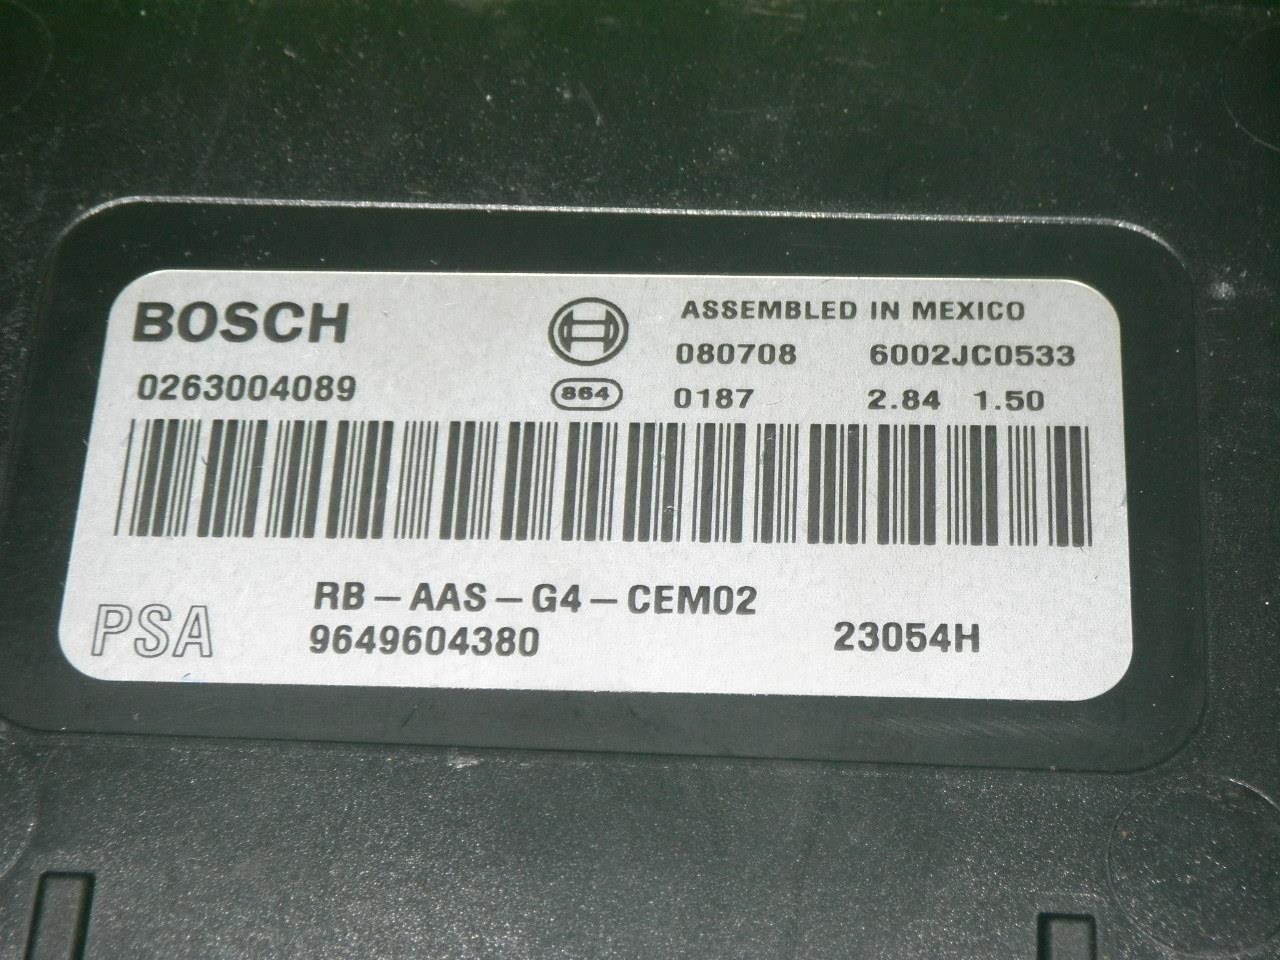 BOSCH
ASSEMBLED IN MEXICO
080708 6002JC0533
0263004089 864 0187 2.84 1.50
RB-AAS-G4-CEM02
PSA 9649604380 23054H